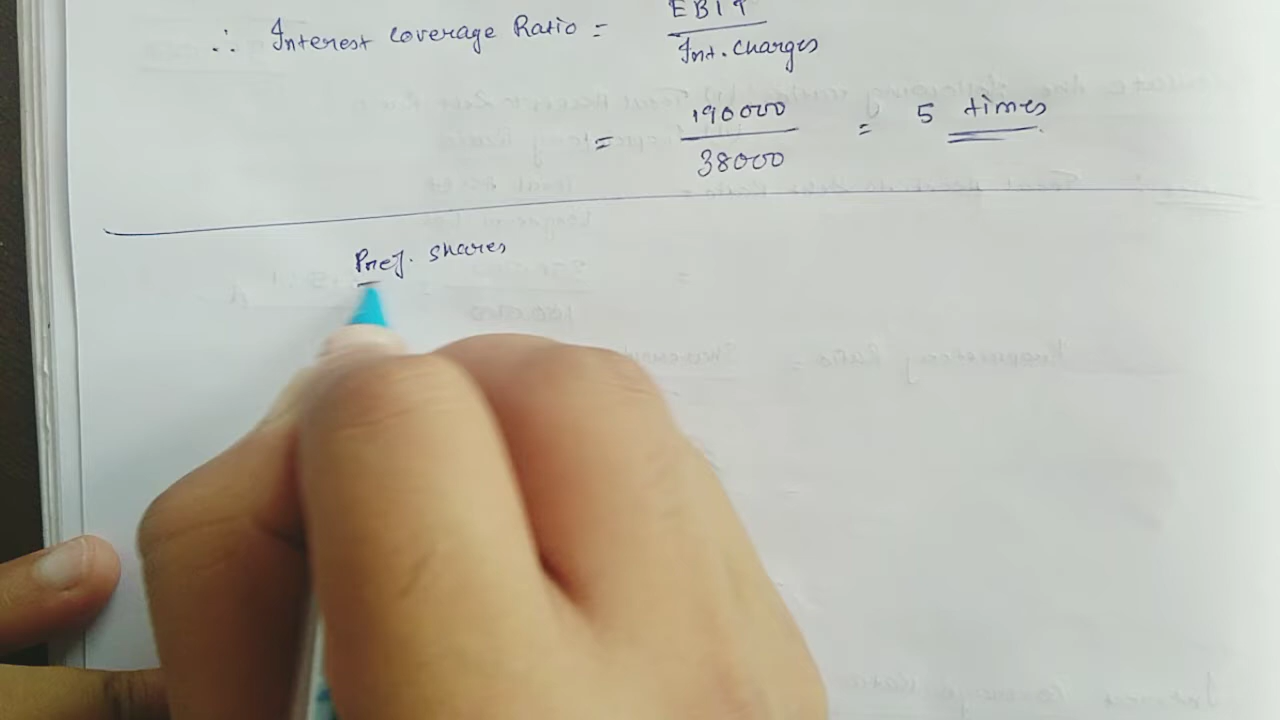 ∴ Interest Coverage Ratio = EBIT
Int. Charges
= 190000 = 5 times
38000
Pref. shares